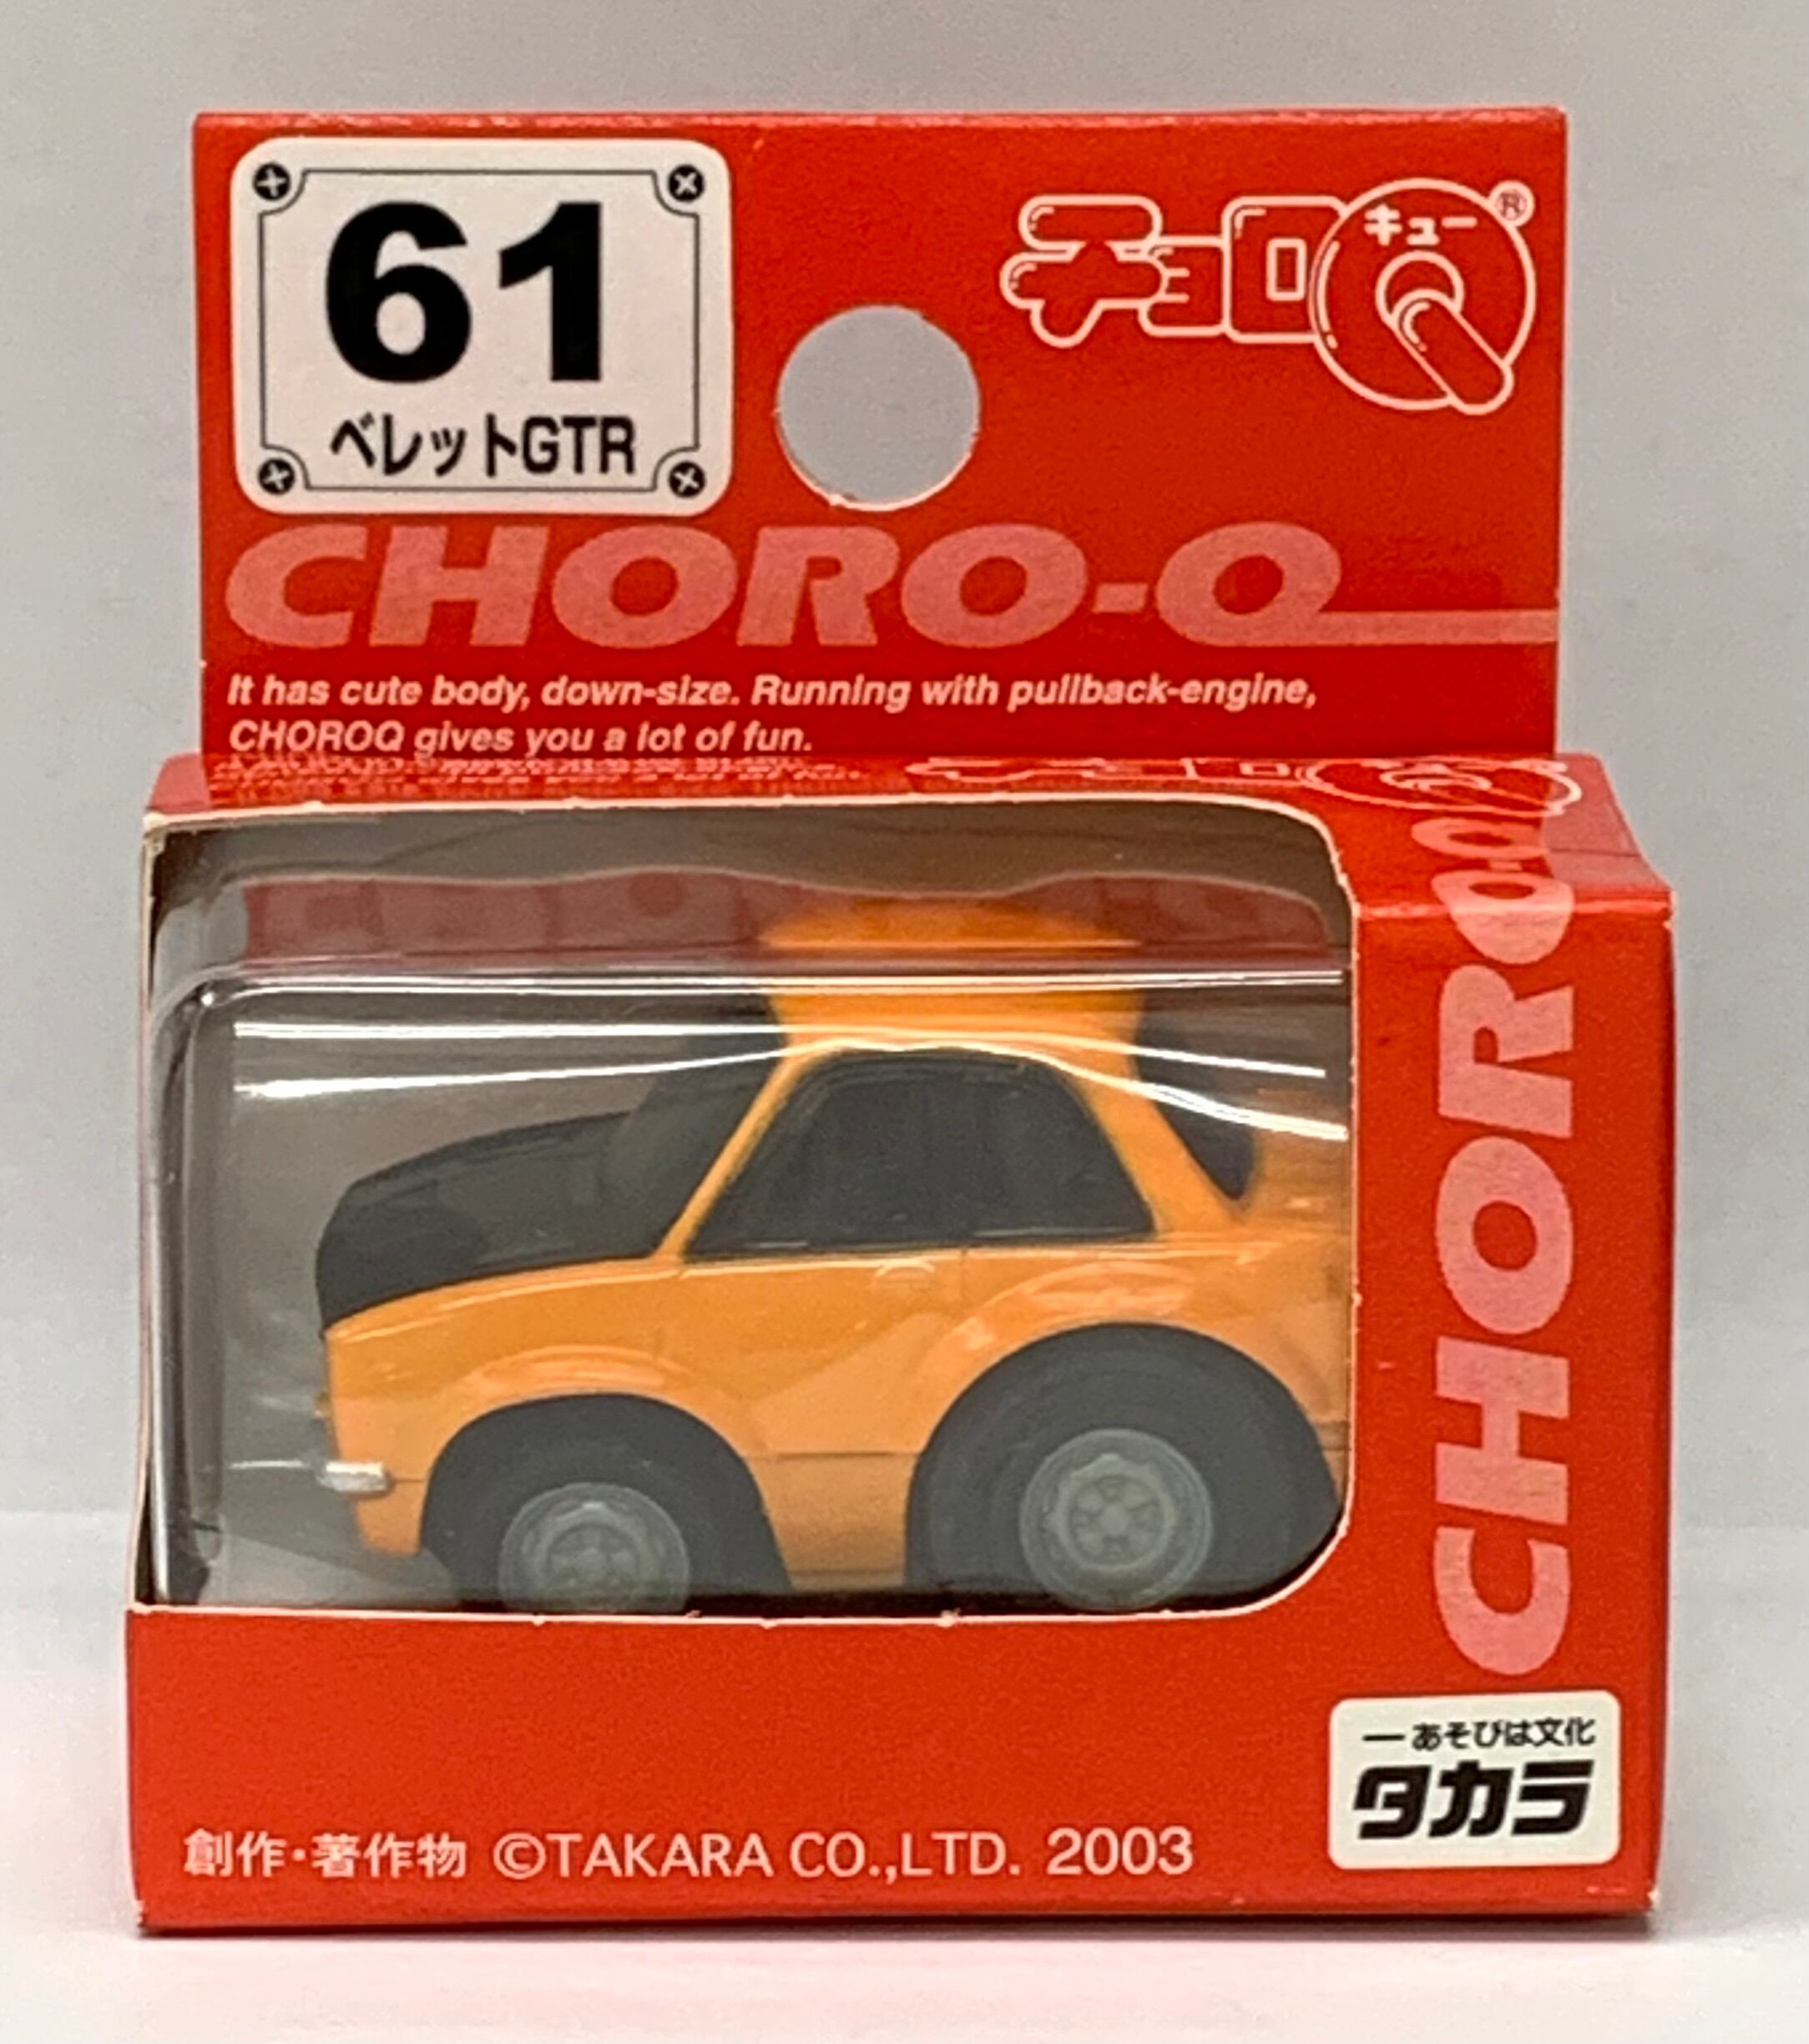 61
ベレットGTR
チョロQ
キュー
®
CHORO-Q
It has cute body, down-size. Running with pullback-engine,
CHOROQ gives you a lot of fun.
CHORO-Q
ーあそびは文化
タカラ
創作・著作物 ©TAKARA CO.,LTD. 2003